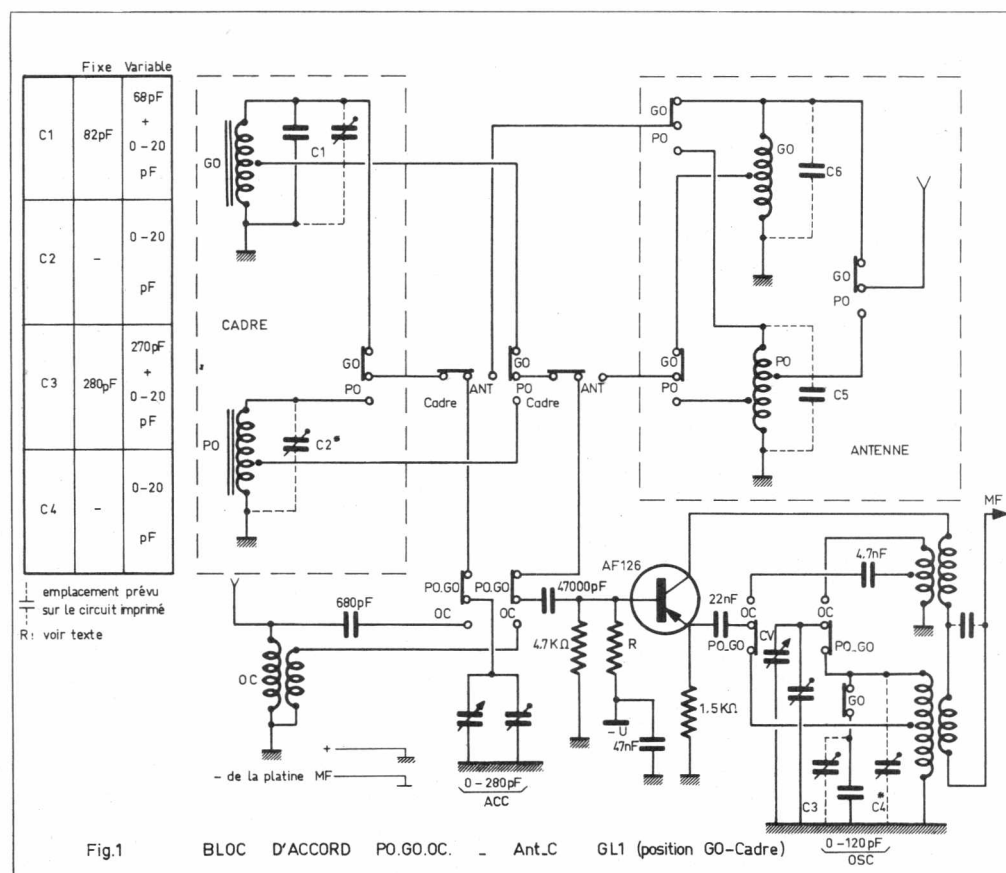 Fixe Variable
C1 82pF 68pF + 0-20 pF
C2 - 0-20 pF
C3 280pF 270pF + 0-20 pF
C4 - 0-20 pF
emplacement prévu
sur le circuit imprimé
R: voir texte
GO
C1
CADRE
GO
PO
PO
C2*
Cadre
ANT
GO
PO
Cadre
ANT
GO
PO
GO
C6
GO
PO
GO
PO
PO
C5
ANTENNE
MF
680pF
OC
PO.GO
OC
PO.GO
47000pF
4.7KΩ
R
AF126
-U
47nF
1.5KΩ
22nF
OC
PO_GO
CV
4.7nF
OC
PO_GO
GO
C3
C4*
+
- de la platine MF
0-280pF
ACC
0-120pF
OSC
Fig.1 BLOC D'ACCORD PO.GO.OC. _ Ant_C GL1 (position GO-Cadre)